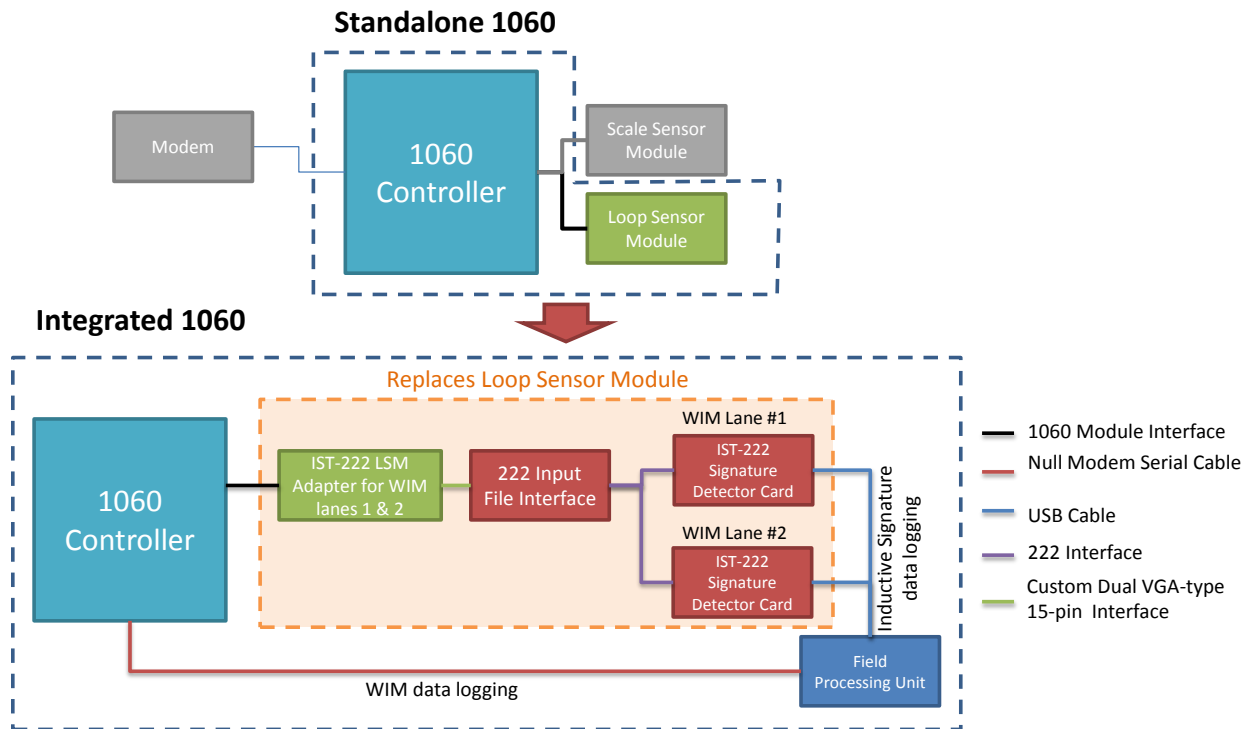 Standalone 1060
Modem
1060
Controller
Scale Sensor
Module
Loop Sensor
Module
Integrated 1060
Replaces Loop Sensor Module
1060
Controller
IST-222 LSM
Adapter for WIM
lanes 1 & 2
222 Input
File Interface
WIM Lane #1
IST-222
Signature
Detector Card
WIM Lane #2
IST-222
Signature
Detector Card
Inductive Signature
data logging
Field
Processing Unit
WIM data logging
1060 Module Interface
Null Modem Serial Cable
USB Cable
222 Interface
Custom Dual VGA-type
15-pin Interface